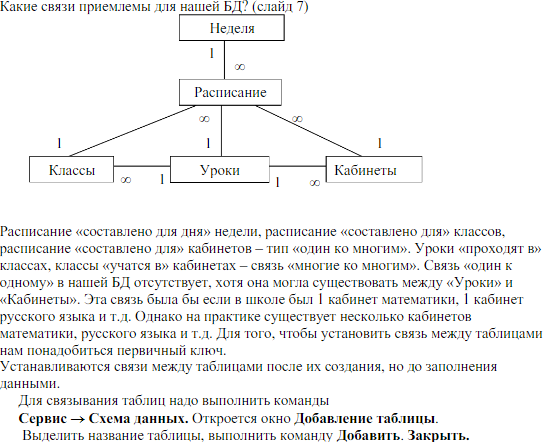 Какие связи приемлемы для нашей БД? (слайд 7)
Неделя
1
∞
Расписание
∞ ∞
1 1 1
Классы Уроки Кабинеты
∞ 1 1 ∞
Расписание «составлено для дня» недели, расписание «составлено для» классов,
расписание «составлено для» кабинетов – тип «один ко многим». Уроки «проходят в»
классах, классы «учатся в» кабинетах – связь «многие ко многим». Связь «один к
одному» в нашей БД отсутствует, хотя она могла существовать между «Уроки» и
«Кабинеты». Эта связь была бы если в школе был 1 кабинет математики, 1 кабинет
русского языка и т.д. Однако на практике существует несколько кабинетов
математики, русского языка и т.д. Для того, чтобы установить связь между таблицами
нам понадобиться первичный ключ.
Устанавливаются связи между таблицами после их создания, но до заполнения
данными.
Для связывания таблиц надо выполнить команды
Сервис → Схема данных. Откроется окно Добавление таблицы.
Выделить название таблицы, выполнить команду Добавить. Закрыть.